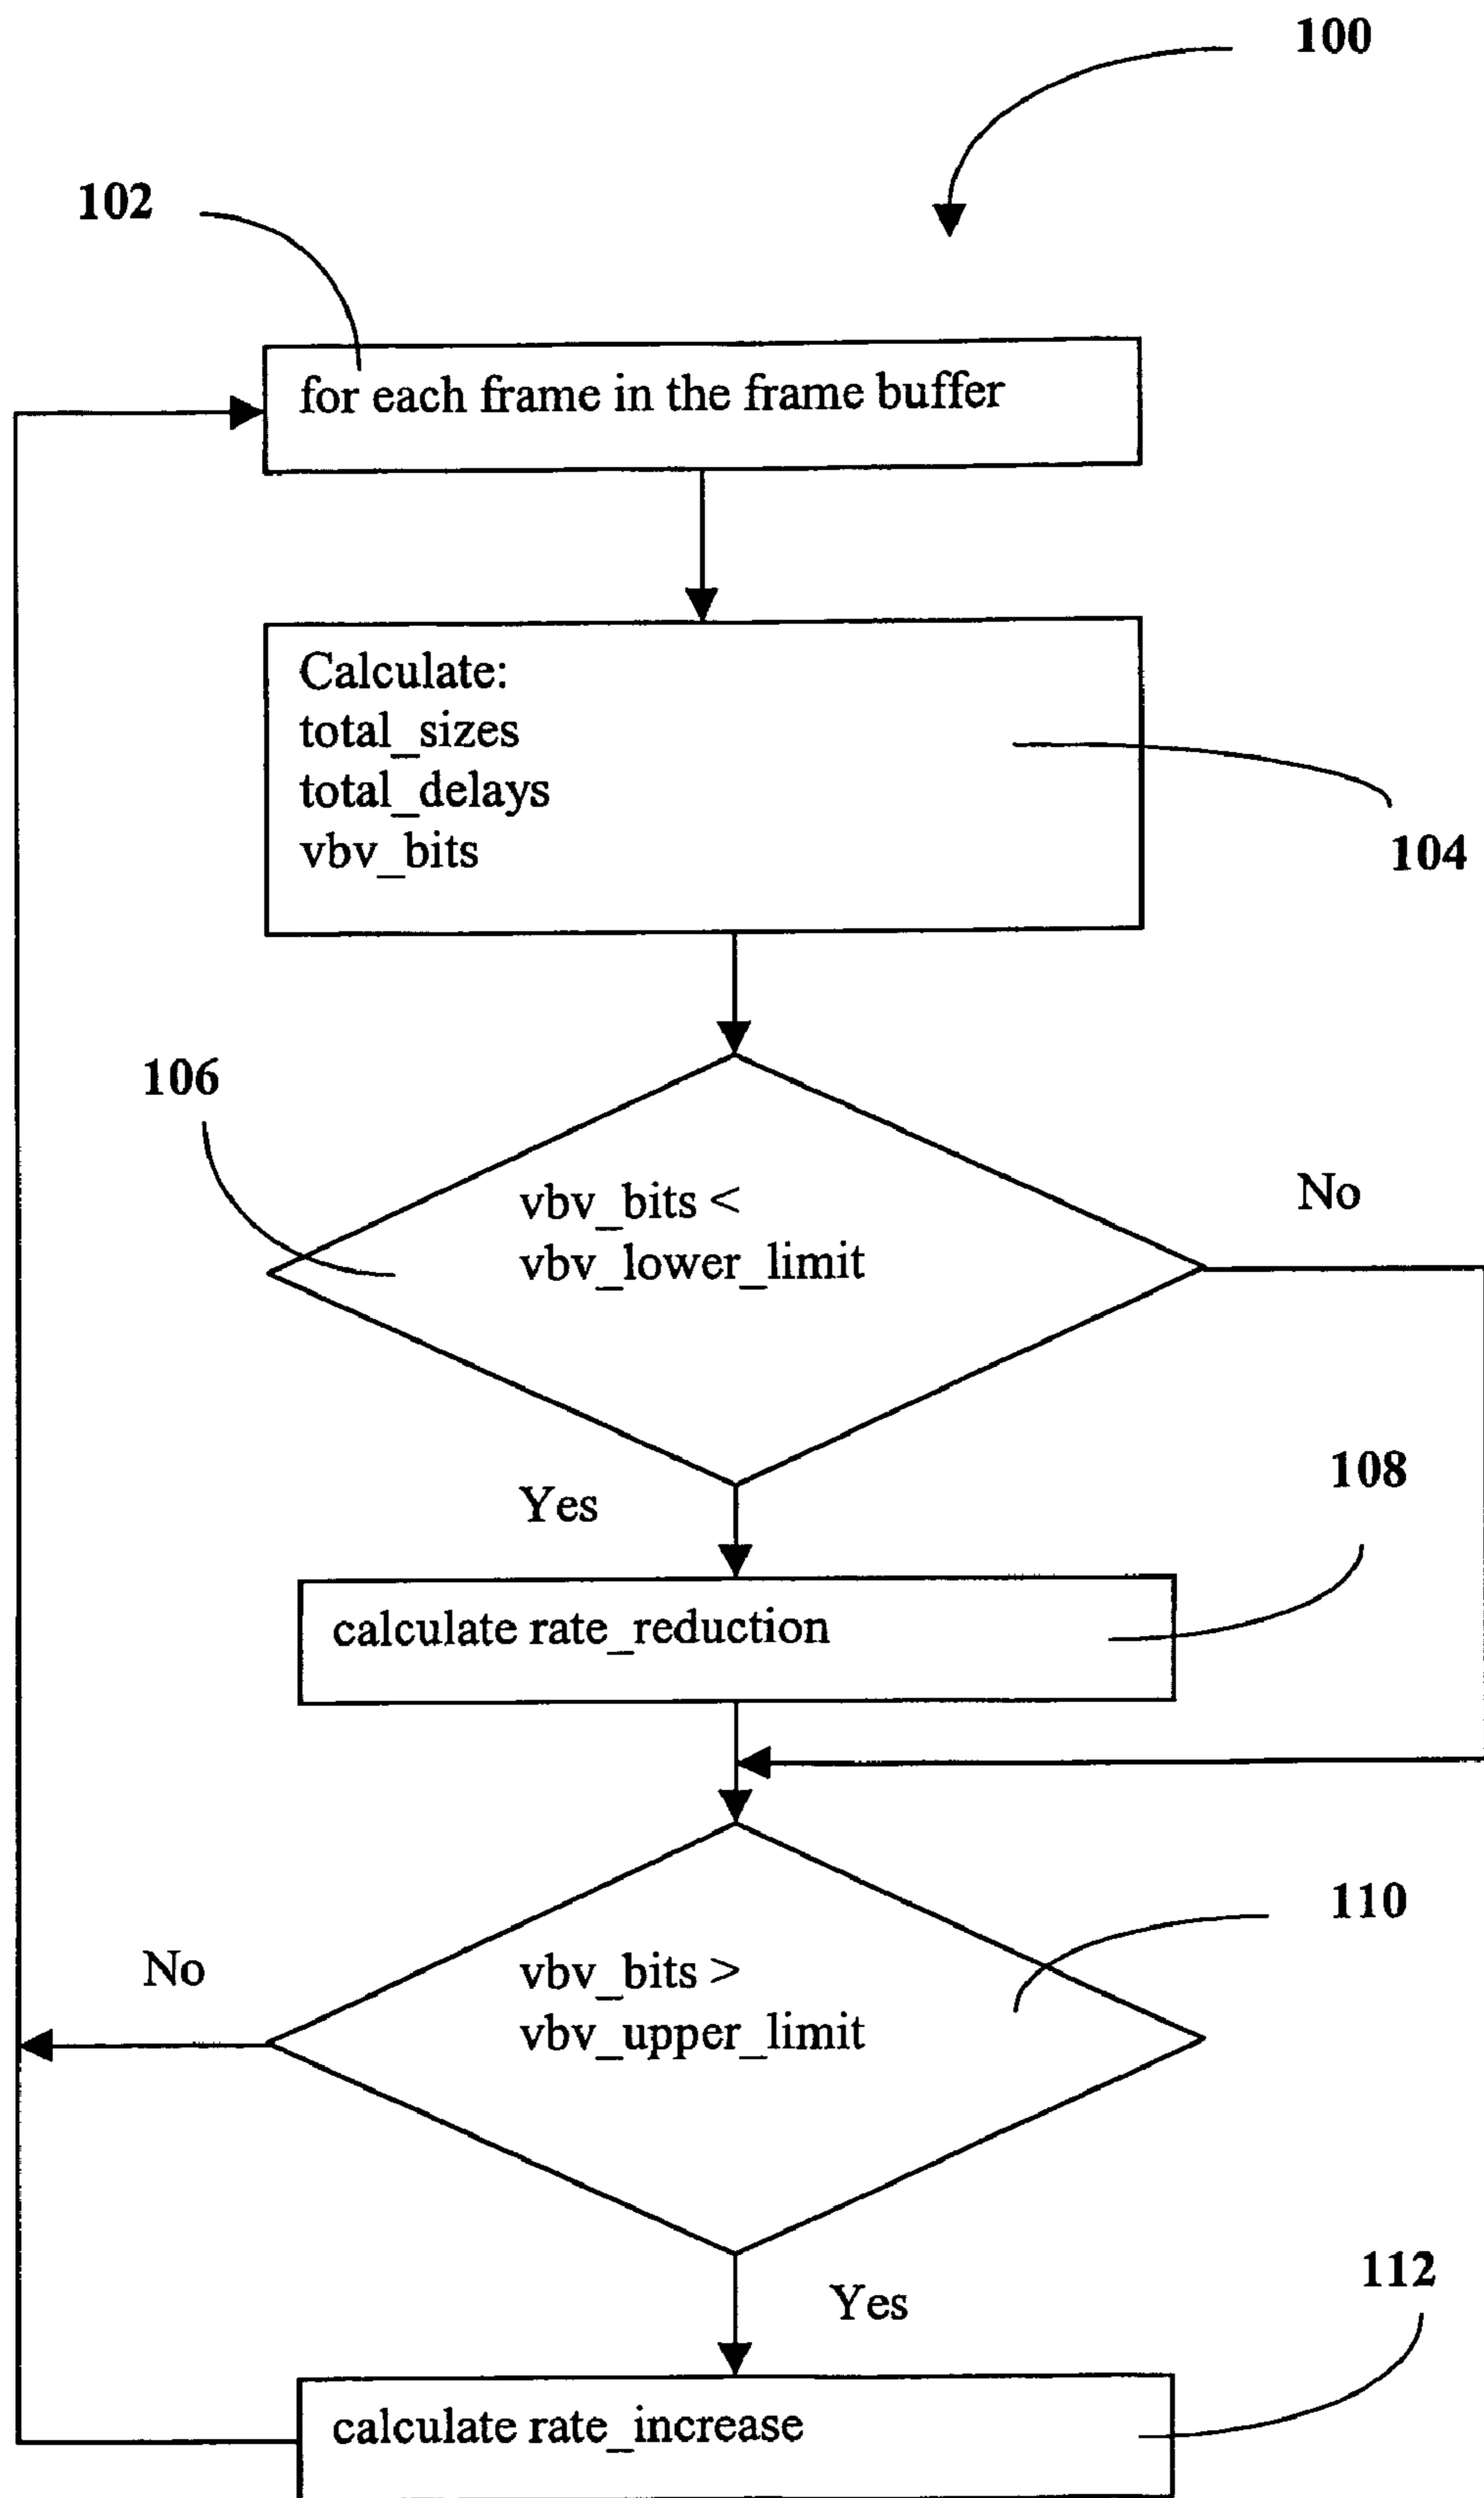 100
102
for each frame in the frame buffer
Calculate:
total_sizes
total_delays
vbv_bits
104
106
vbv_bits <
vbv_lower_limit
No
Yes
108
calculate rate_reduction
110
No
vbv_bits >
vbv_upper_limit
Yes
112
calculate rate_increase